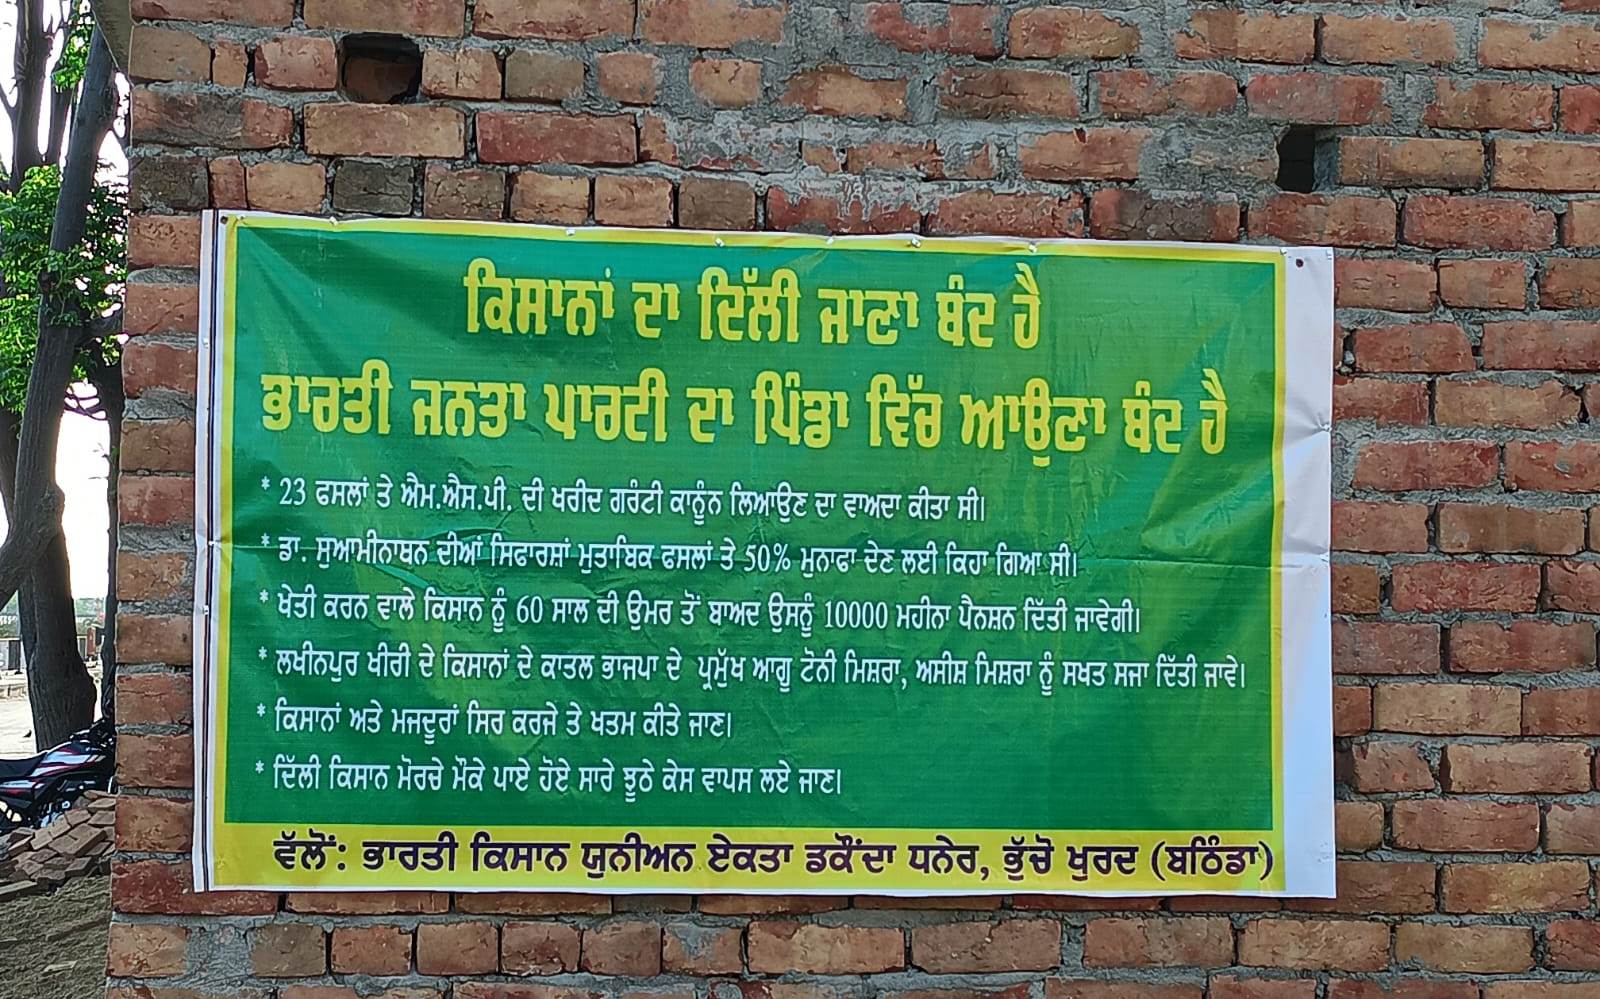 ਕਿਸਾਨਾਂ ਦਾ ਦਿੱਲੀ ਜਾਣਾ ਬੰਦ ਹੈ
ਭਾਰਤੀ ਜਨਤਾ ਪਾਰਟੀ ਦਾ ਪਿੰਡਾ ਵਿੱਚ ਆਉਣਾ ਬੰਦ ਹੈ
* 23 ਫਸਲਾਂ ਤੇ ਐਮ.ਐਸ.ਪੀ. ਦੀ ਖਰੀਦ ਗਰੰਟੀ ਕਾਨੂੰਨ ਲਿਆਉਣ ਦਾ ਵਾਅਦਾ ਕੀਤਾ ਸੀ।
* ਡਾ. ਸੁਆਮੀਨਾਥਨ ਦੀਆਂ ਸਿਫਾਰਸ਼ਾਂ ਮੁਤਾਬਿਕ ਫਸਲਾਂ ਤੇ 50% ਮੁਨਾਫਾ ਦੇਣ ਲਈ ਕਿਹਾ ਗਿਆ ਸੀ।
* ਖੇਤੀ ਕਰਨ ਵਾਲੇ ਕਿਸਾਨ ਨੂੰ 60 ਸਾਲ ਦੀ ਉਮਰ ਤੋਂ ਬਾਅਦ ਉਸਨੂੰ 10000 ਮਹੀਨਾ ਪੈਨਸ਼ਨ ਦਿੱਤੀ ਜਾਵੇਗੀ।
* ਲਖੀਨਪੁਰ ਖੀਰੀ ਦੇ ਕਿਸਾਨਾਂ ਦੇ ਕਾਤਲ ਭਾਜਪਾ ਦੇ ਪ੍ਰਮੁੱਖ ਆਗੂ ਟੋਨੀ ਮਿਸ਼ਰਾ, ਅਸੀਸ਼ ਮਿਸ਼ਰਾ ਨੂੰ ਸਖਤ ਸਜਾ ਦਿੱਤੀ ਜਾਵੇ।
* ਕਿਸਾਨਾਂ ਅਤੇ ਮਜਦੂਰਾਂ ਸਿਰ ਕਰਜੇ ਤੇ ਖਤਮ ਕੀਤੇ ਜਾਣ।
* ਦਿੱਲੀ ਕਿਸਾਨ ਮੋਰਚੇ ਮੌਕੇ ਪਾਏ ਹੋਏ ਸਾਰੇ ਝੂਠੇ ਕੇਸ ਵਾਪਸ ਲਏ ਜਾਣ।
ਵੱਲੋਂ: ਭਾਰਤੀ ਕਿਸਾਨ ਯੂਨੀਅਨ ਏਕਤਾ ਡਕੌਂਦਾ ਧਨੇਰ, ਭੁੱਚੋ ਖੁਰਦ (ਬਠਿੰਡਾ)